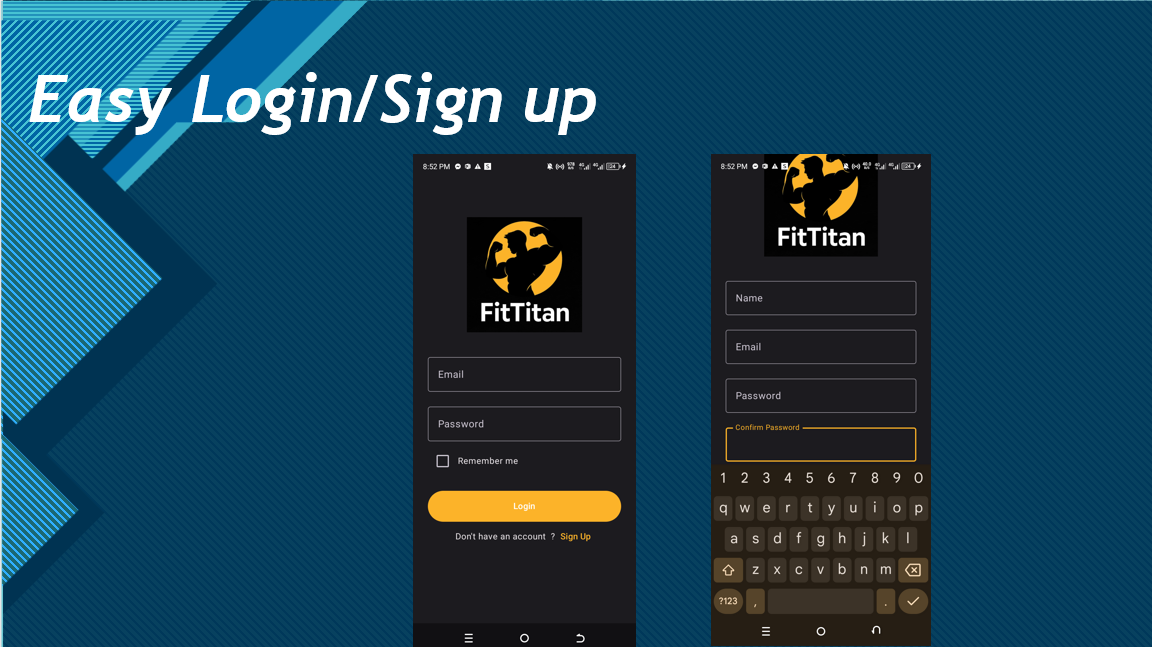 Easy Login/Sign up
8:52 PM
24
FitTitan
Email
Password
Remember me
Login
Don't have an account ? Sign Up
8:52 PM
24
FitTitan
Name
Email
Password
Confirm Password
1 2 3 4 5 6 7 8 9 0
q w e r t y u i o p
a s d f g h j k l
z x c v b n m
?123 , .